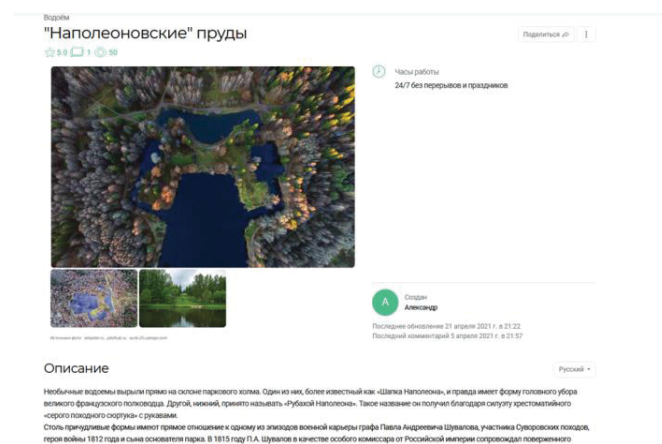 Водоём
"Наполеоновские" пруды
Поделиться
5.0 1 50
Часы работы
24/7 без перерывов и праздников
А
Создан
Александр
Последнее обновление 21 апреля 2021 г. в 21:22
Последний комментарий 5 апреля 2021 г. в 21:57
Описание
Русский
Необычные водоемы вырыли прямо на склоне паркового холма. Один из них, более известный как «Шапка Наполеона», и правда имеет форму головного убора
великого французского полководца. Другой, нижний, принято называть «Рубахой Наполеона». Такое название он получил благодаря силуэту хрестоматийного
«серого походного сюртука» с рукавами.
Столь причудливые формы имеют прямое отношение к одному из эпизодов военной карьеры графа Павла Андреевича Шувалова, участника Суворовских походов,
героя войны 1812 года и сына основателя парка. В 1815 году П.А. Шувалов в качестве особого комиссара от Российской империи сопровождал поверженного